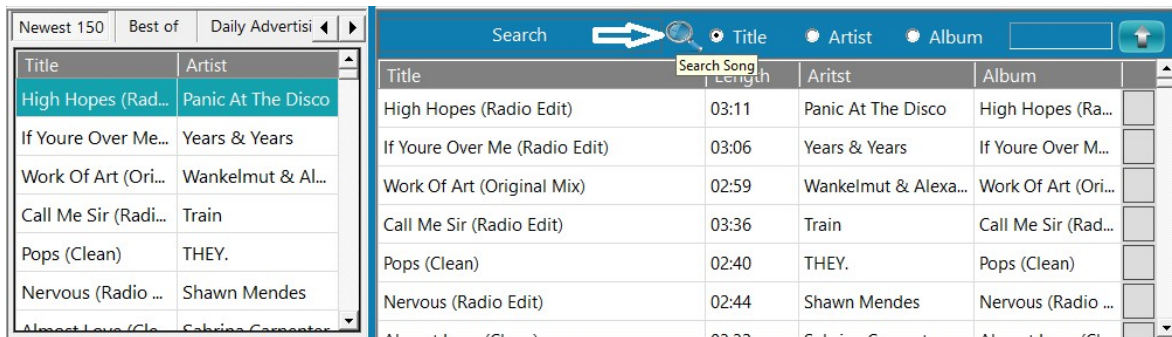 Newest 150 Best of Daily Advertisi
Title Artist
High Hopes (Rad... Panic At The Disco
If Youre Over Me... Years & Years
Work Of Art (Ori... Wankelmut & Al...
Call Me Sir (Radi... Train
Pops (Clean) THEY.
Nervous (Radio ... Shawn Mendes
Almost Love (Cle... Sabrina Carpenter
Search Title Artist Album
Search Song
Title Length Aritst Album
High Hopes (Radio Edit) 03:11 Panic At The Disco High Hopes (Ra...
If Youre Over Me (Radio Edit) 03:06 Years & Years If Youre Over M...
Work Of Art (Original Mix) 02:59 Wankelmut & Alexa... Work Of Art (Ori...
Call Me Sir (Radio Edit) 03:36 Train Call Me Sir (Rad...
Pops (Clean) 02:40 THEY. Pops (Clean)
Nervous (Radio Edit) 02:44 Shawn Mendes Nervous (Radio ...